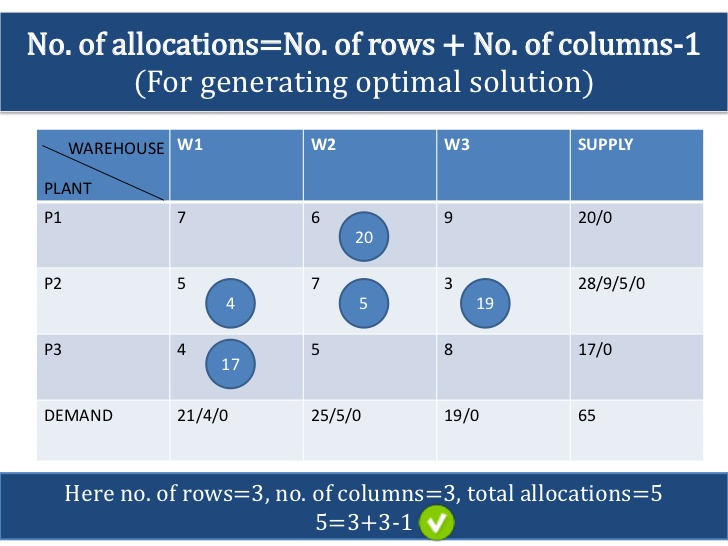 No. of allocations=No. of rows + No. of columns-1
(For generating optimal solution)
WAREHOUSE W1 W2 W3 SUPPLY
PLANT
P1 7 6 20 9 20/0
P2 5 4 7 5 3 19 28/9/5/0
P3 4 17 5 8 17/0
DEMAND 21/4/0 25/5/0 19/0 65
Here no. of rows=3, no. of columns=3, total allocations=5
5=3+3-1